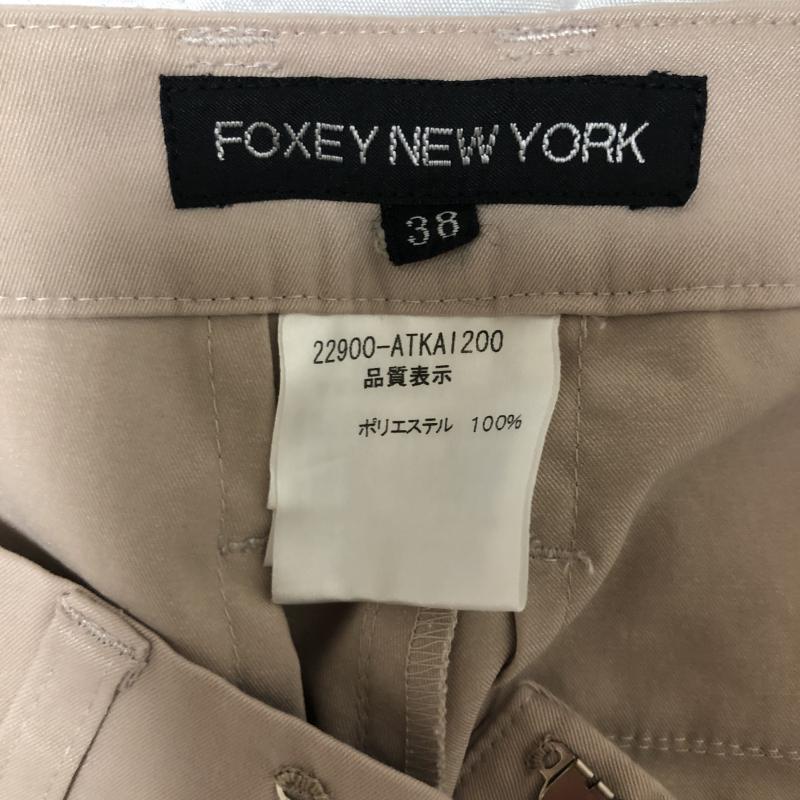 FOXEY NEW YORK
38
22900-ATKA1200
品質表示
ポリエステル 100%